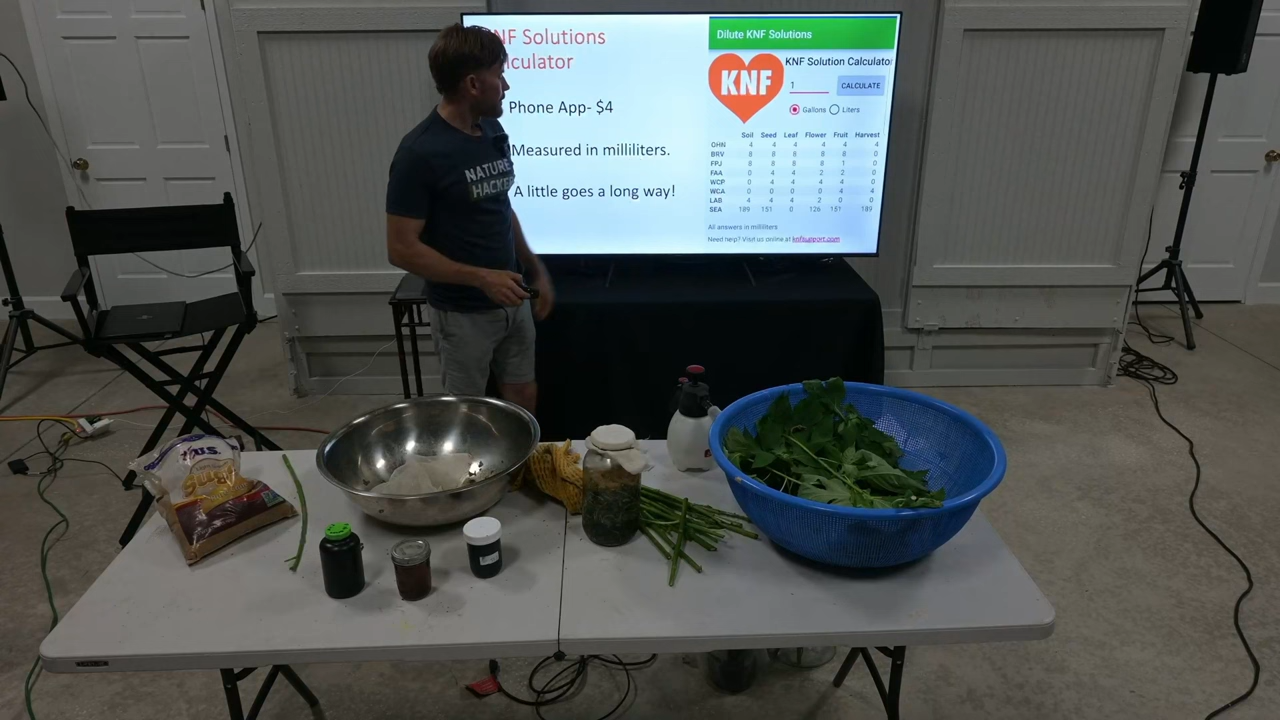 NF Solutions
lculator
Phone App- $4
Measured in milliliters.
A little goes a long way!
NATURE
HACKE
Dilute KNF Solutions
KNF
KNF Solution Calculato
1
CALCULATE
Gallons Liters
Soil Seed Leaf Flower Fruit Harvest
OHN 4 4 4 4 4 4
BRV 8 8 8 8 8 0
FPJ 8 8 8 8 1 0
FAA 0 4 4 2 2 0
WCP 0 4 4 4 4 0
WCA 0 0 0 0 4 4
LAB 4 4 4 2 0 0
SEA 189 151 0 126 151 189
All answers in milliliters
Need help? Visit us online at knfsupport.com